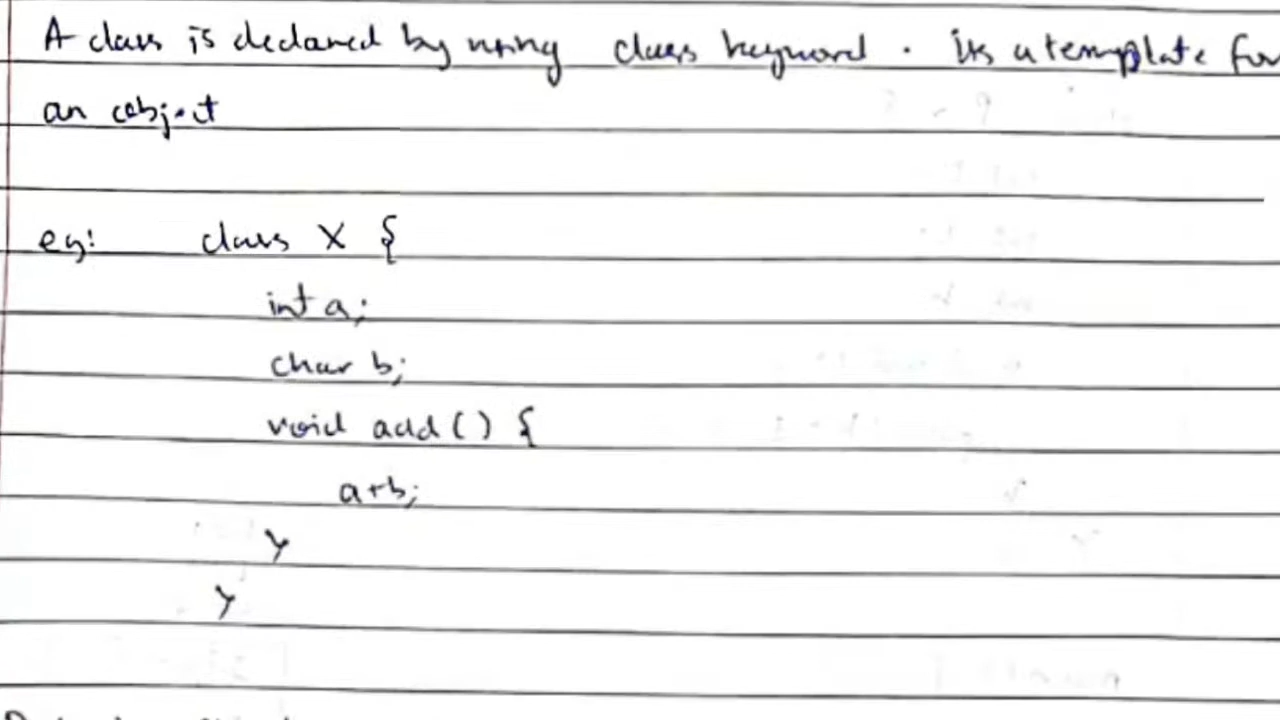 A class is declared by using class keyword. its a template for
an object
eg: class X {
int a;
char b;
void add() {
a+b;
}
}